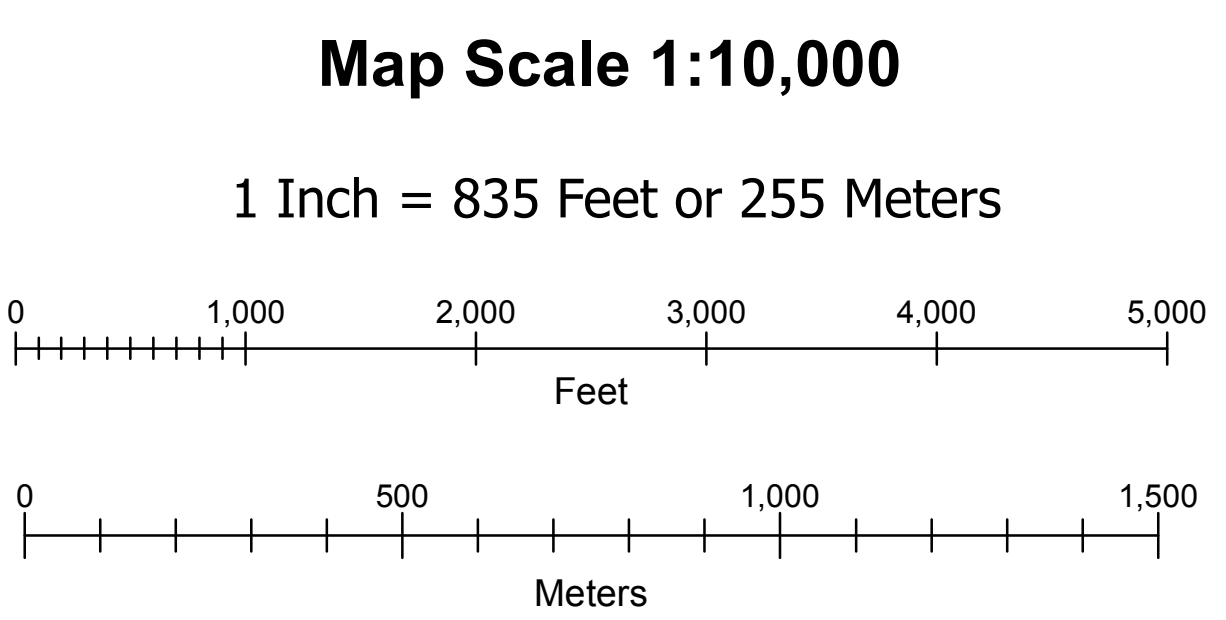 Map Scale 1:10,000
1 Inch = 835 Feet or 255 Meters
0 1,000 2,000 3,000 4,000 5,000
Feet
0 500 1,000 1,500
Meters